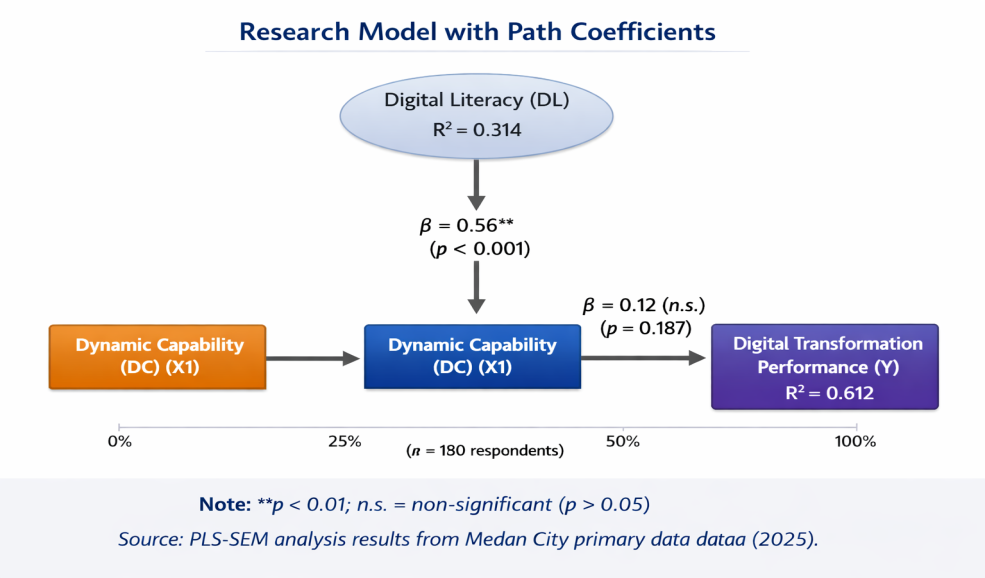 Research Model with Path Coefficients
Digital Literacy (DL)
R² = 0.314
β = 0.56**
(p < 0.001)
β = 0.12 (n.s.)
(p = 0.187)
Dynamic Capability
(DC) (X1)
Dynamic Capability
(DC) (X1)
Digital Transformation
Performance (Y)
R² = 0.612
0%
25%
(n = 180 respondents)
50%
100%
Note: **p < 0.01; n.s. = non-significant (p > 0.05)
Source: PLS-SEM analysis results from Medan City primary data dataa (2025).